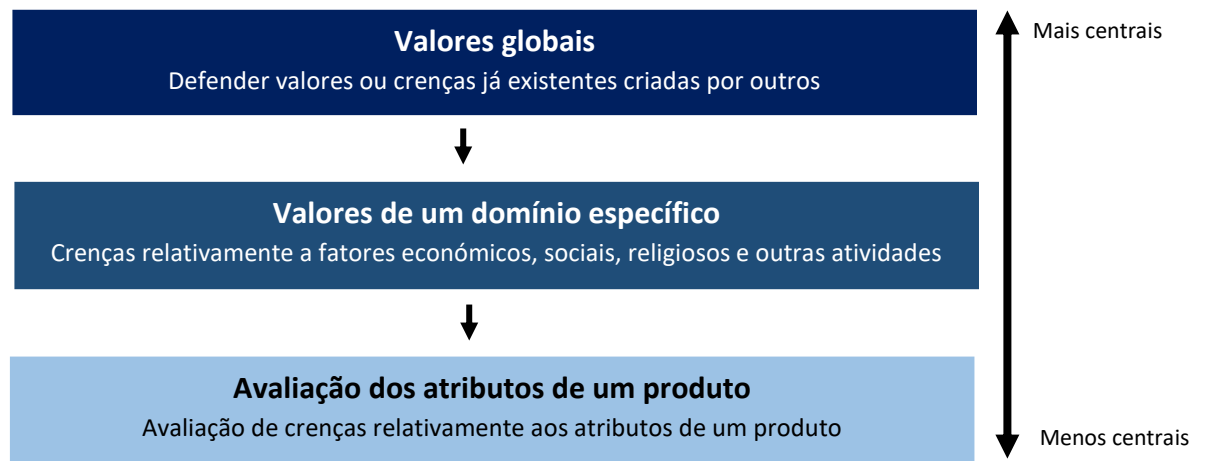 Valores globais
Defender valores ou crenças já existentes criadas por outros
Mais centrais
Valores de um domínio específico
Crenças relativamente a fatores económicos, sociais, religiosos e outras atividades
Avaliação dos atributos de um produto
Avaliação de crenças relativamente aos atributos de um produto
Menos centrais